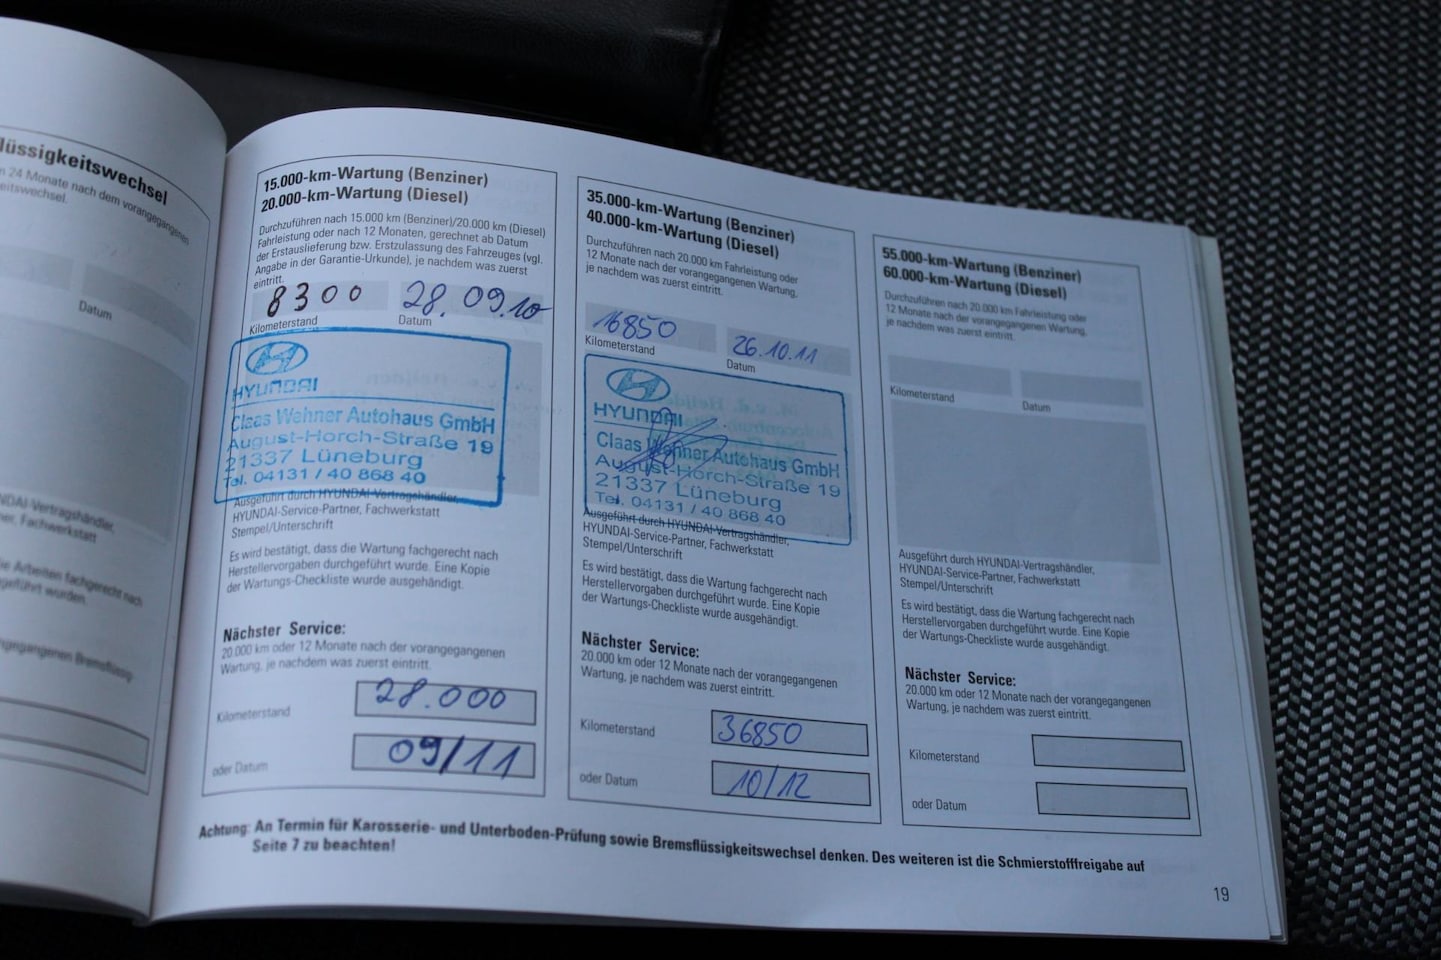 lüssigkeitswechsel
24 Monate nach dem vorangegangenen
eitswechsel.
Datum
NDAI-Vertragshändler,
ner, Fachwerkstatt
ie Arbeiten fachgerecht nach
geführt wurden.
15.000-km-Wartung (Benziner)
20.000-km-Wartung (Diesel)
Durchzuführen nach 15.000 km (Benziner)/20.000 km (Diesel)
Fahrleistung oder nach 12 Monaten, gerechnet ab Datum
der Erstauslieferung bzw. Erstzulassung des Fahrzeuges (vgl.
Angabe in der Garantie-Urkunde), je nachdem was zuerst
eintritt.
8300 28.09.10
Kilometerstand Datum
HYUNDAI
Claas Wehner Autohaus GmbH
August-Horch-Straße 19
21337 Lüneburg
Tel. 04131 / 40 868 40
Ausgeführt durch HYUNDAI-Vertragshändler,
HYUNDAI-Service-Partner, Fachwerkstatt
Stempel/Unterschrift
Es wird bestätigt, dass die Wartung fachgerecht nach
Herstellervorgaben durchgeführt wurde. Eine Kopie
der Wartungs-Checkliste wurde ausgehändigt.
Nächster Service:
20.000 km oder 12 Monate nach der vorangegangenen
Wartung, je nachdem was zuerst eintritt.
Kilometerstand 28.000
oder Datum 09/11
35.000-km-Wartung (Benziner)
40.000-km-Wartung (Diesel)
Durchzuführen nach 20.000 km Fahrleistung oder
12 Monate nach der vorangegangenen Wartung,
je nachdem was zuerst eintritt.
16850 26.10.11
Kilometerstand Datum
HYUNDAI
Claas Wehner Autohaus GmbH
August-Horch-Straße 19
21337 Lüneburg
Tel. 04131 / 40 868 40
Ausgeführt durch HYUNDAI-Vertragshändler,
HYUNDAI-Service-Partner, Fachwerkstatt
Stempel/Unterschrift
Es wird bestätigt, dass die Wartung fachgerecht nach
Herstellervorgaben durchgeführt wurde. Eine Kopie
der Wartungs-Checkliste wurde ausgehändigt.
Nächster Service:
20.000 km oder 12 Monate nach der vorangegangenen
Wartung, je nachdem was zuerst eintritt.
Kilometerstand 36850
oder Datum 10/12
55.000-km-Wartung (Benziner)
60.000-km-Wartung (Diesel)
Durchzuführen nach 20.000 km Fahrleistung oder
12 Monate nach der vorangegangenen Wartung,
je nachdem was zuerst eintritt.
Kilometerstand Datum
Ausgeführt durch HYUNDAI-Vertragshändler,
HYUNDAI-Service-Partner, Fachwerkstatt
Stempel/Unterschrift
Es wird bestätigt, dass die Wartung fachgerecht nach
Herstellervorgaben durchgeführt wurde. Eine Kopie
der Wartungs-Checkliste wurde ausgehändigt.
Nächster Service:
20.000 km oder 12 Monate nach der vorangegangenen
Wartung, je nachdem was zuerst eintritt.
Kilometerstand
oder Datum
Achtung: An Termin für Karosserie- und Unterboden-Prüfung sowie Bremsflüssigkeitswechsel denken. Des weiteren ist die Schmierstofffreigabe auf
Seite 7 zu beachten!
19